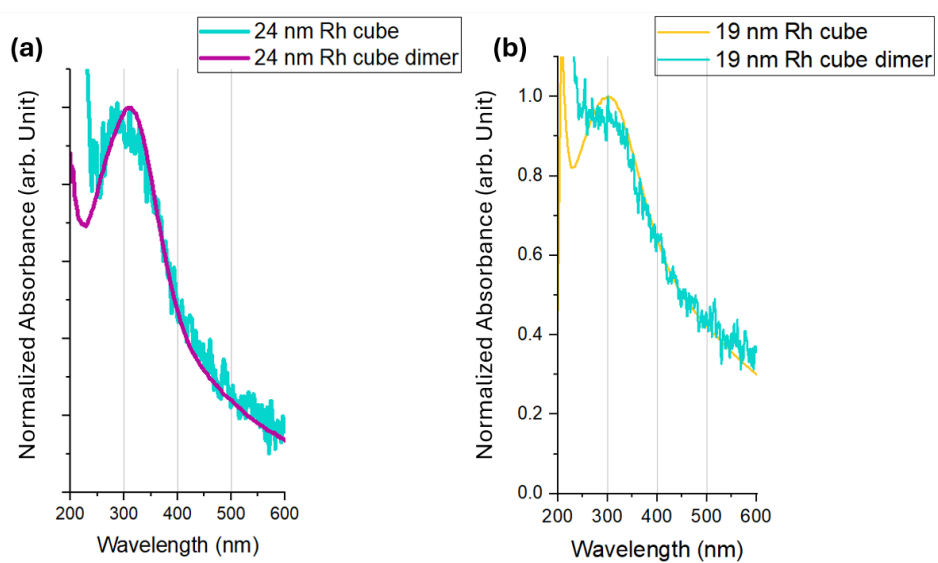 (a)
24 nm Rh cube
24 nm Rh cube dimer
Normalized Absorbance (arb. Unit)
200 300 400 500 600
Wavelength (nm)
(b)
19 nm Rh cube
19 nm Rh cube dimer
Normalized Absorbance (arb. Unit)
1.0
0.8
0.6
0.4
0.2
0.0
200 300 400 500 600
Wavelength (nm)